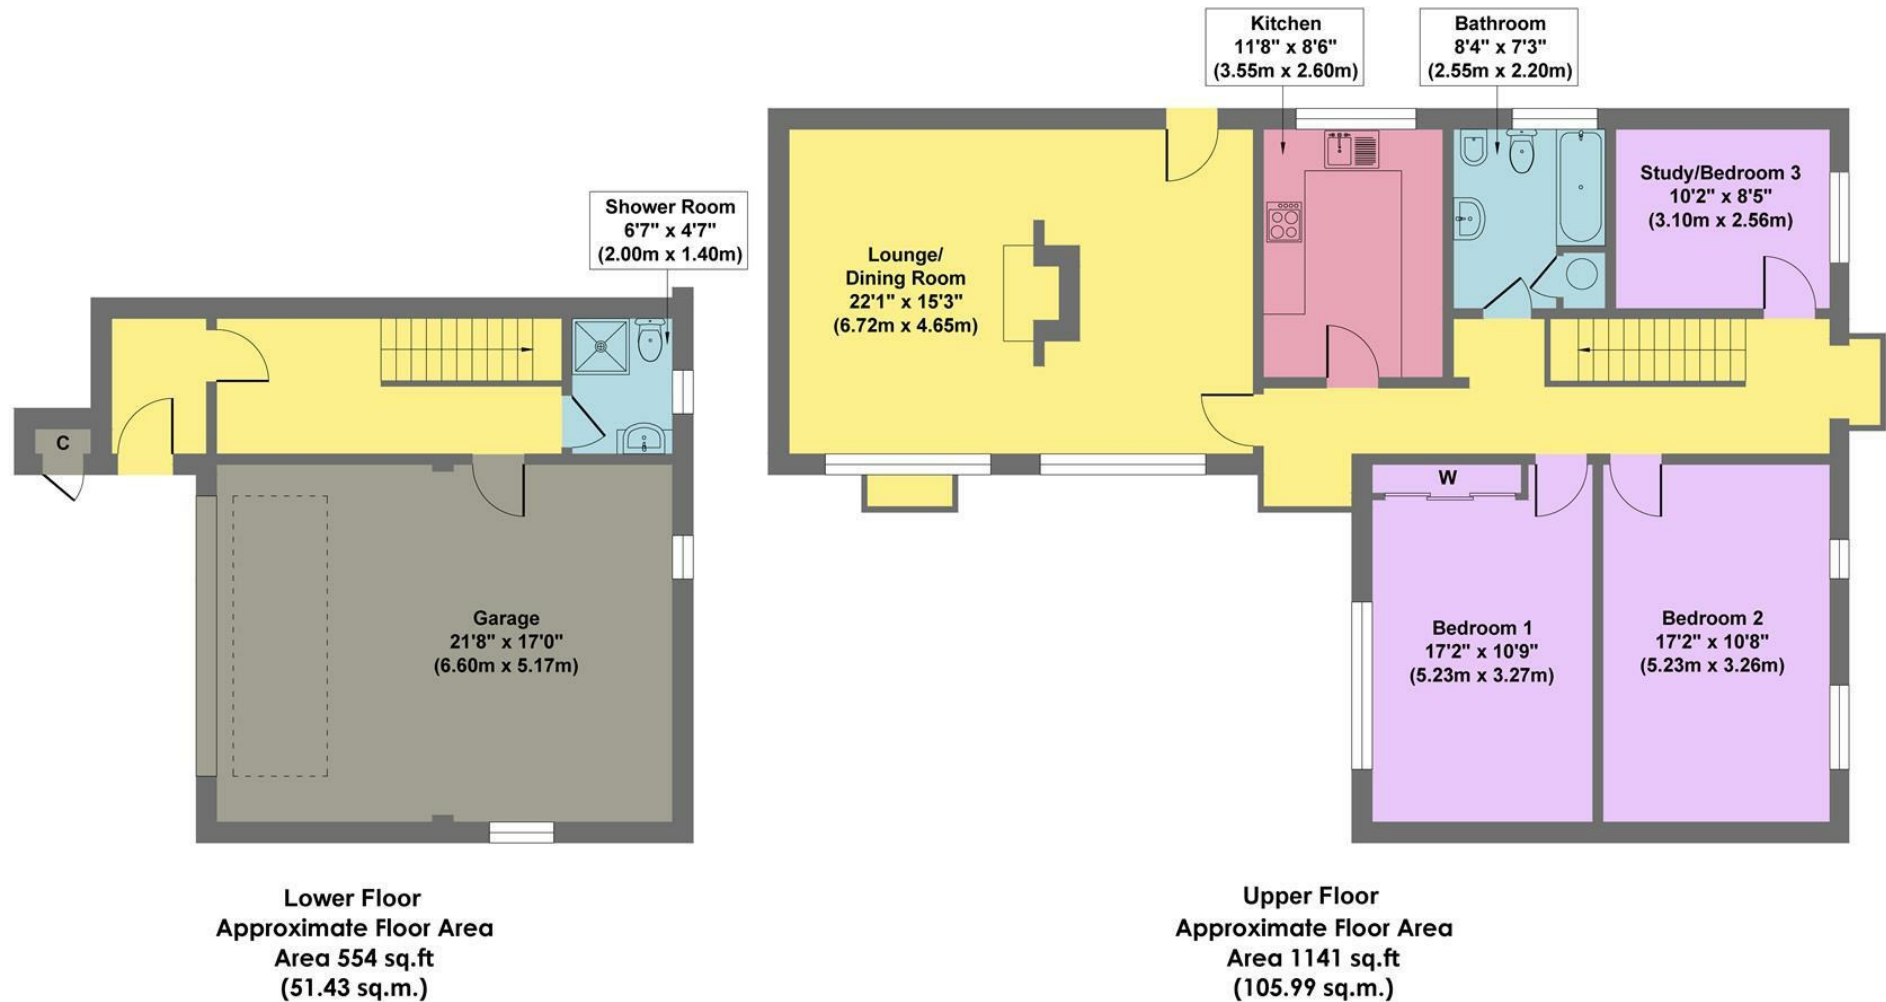 Kitchen
11'8" x 8'6"
(3.55m x 2.60m)
Bathroom
8'4" x 7'3"
(2.55m x 2.20m)
Shower Room
6'7" x 4'7"
(2.00m x 1.40m)
Study/Bedroom 3
10'2" x 8'5"
(3.10m x 2.56m)
Lounge/
Dining Room
22'1" x 15'3"
(6.72m x 4.65m)
C
W
Garage
21'8" x 17'0"
(6.60m x 5.17m)
Bedroom 1
17'2" x 10'9"
(5.23m x 3.27m)
Bedroom 2
17'2" x 10'8"
(5.23m x 3.26m)
Lower Floor
Approximate Floor Area
Area 554 sq.ft
(51.43 sq.m.)
Upper Floor
Approximate Floor Area
Area 1141 sq.ft
(105.99 sq.m.)